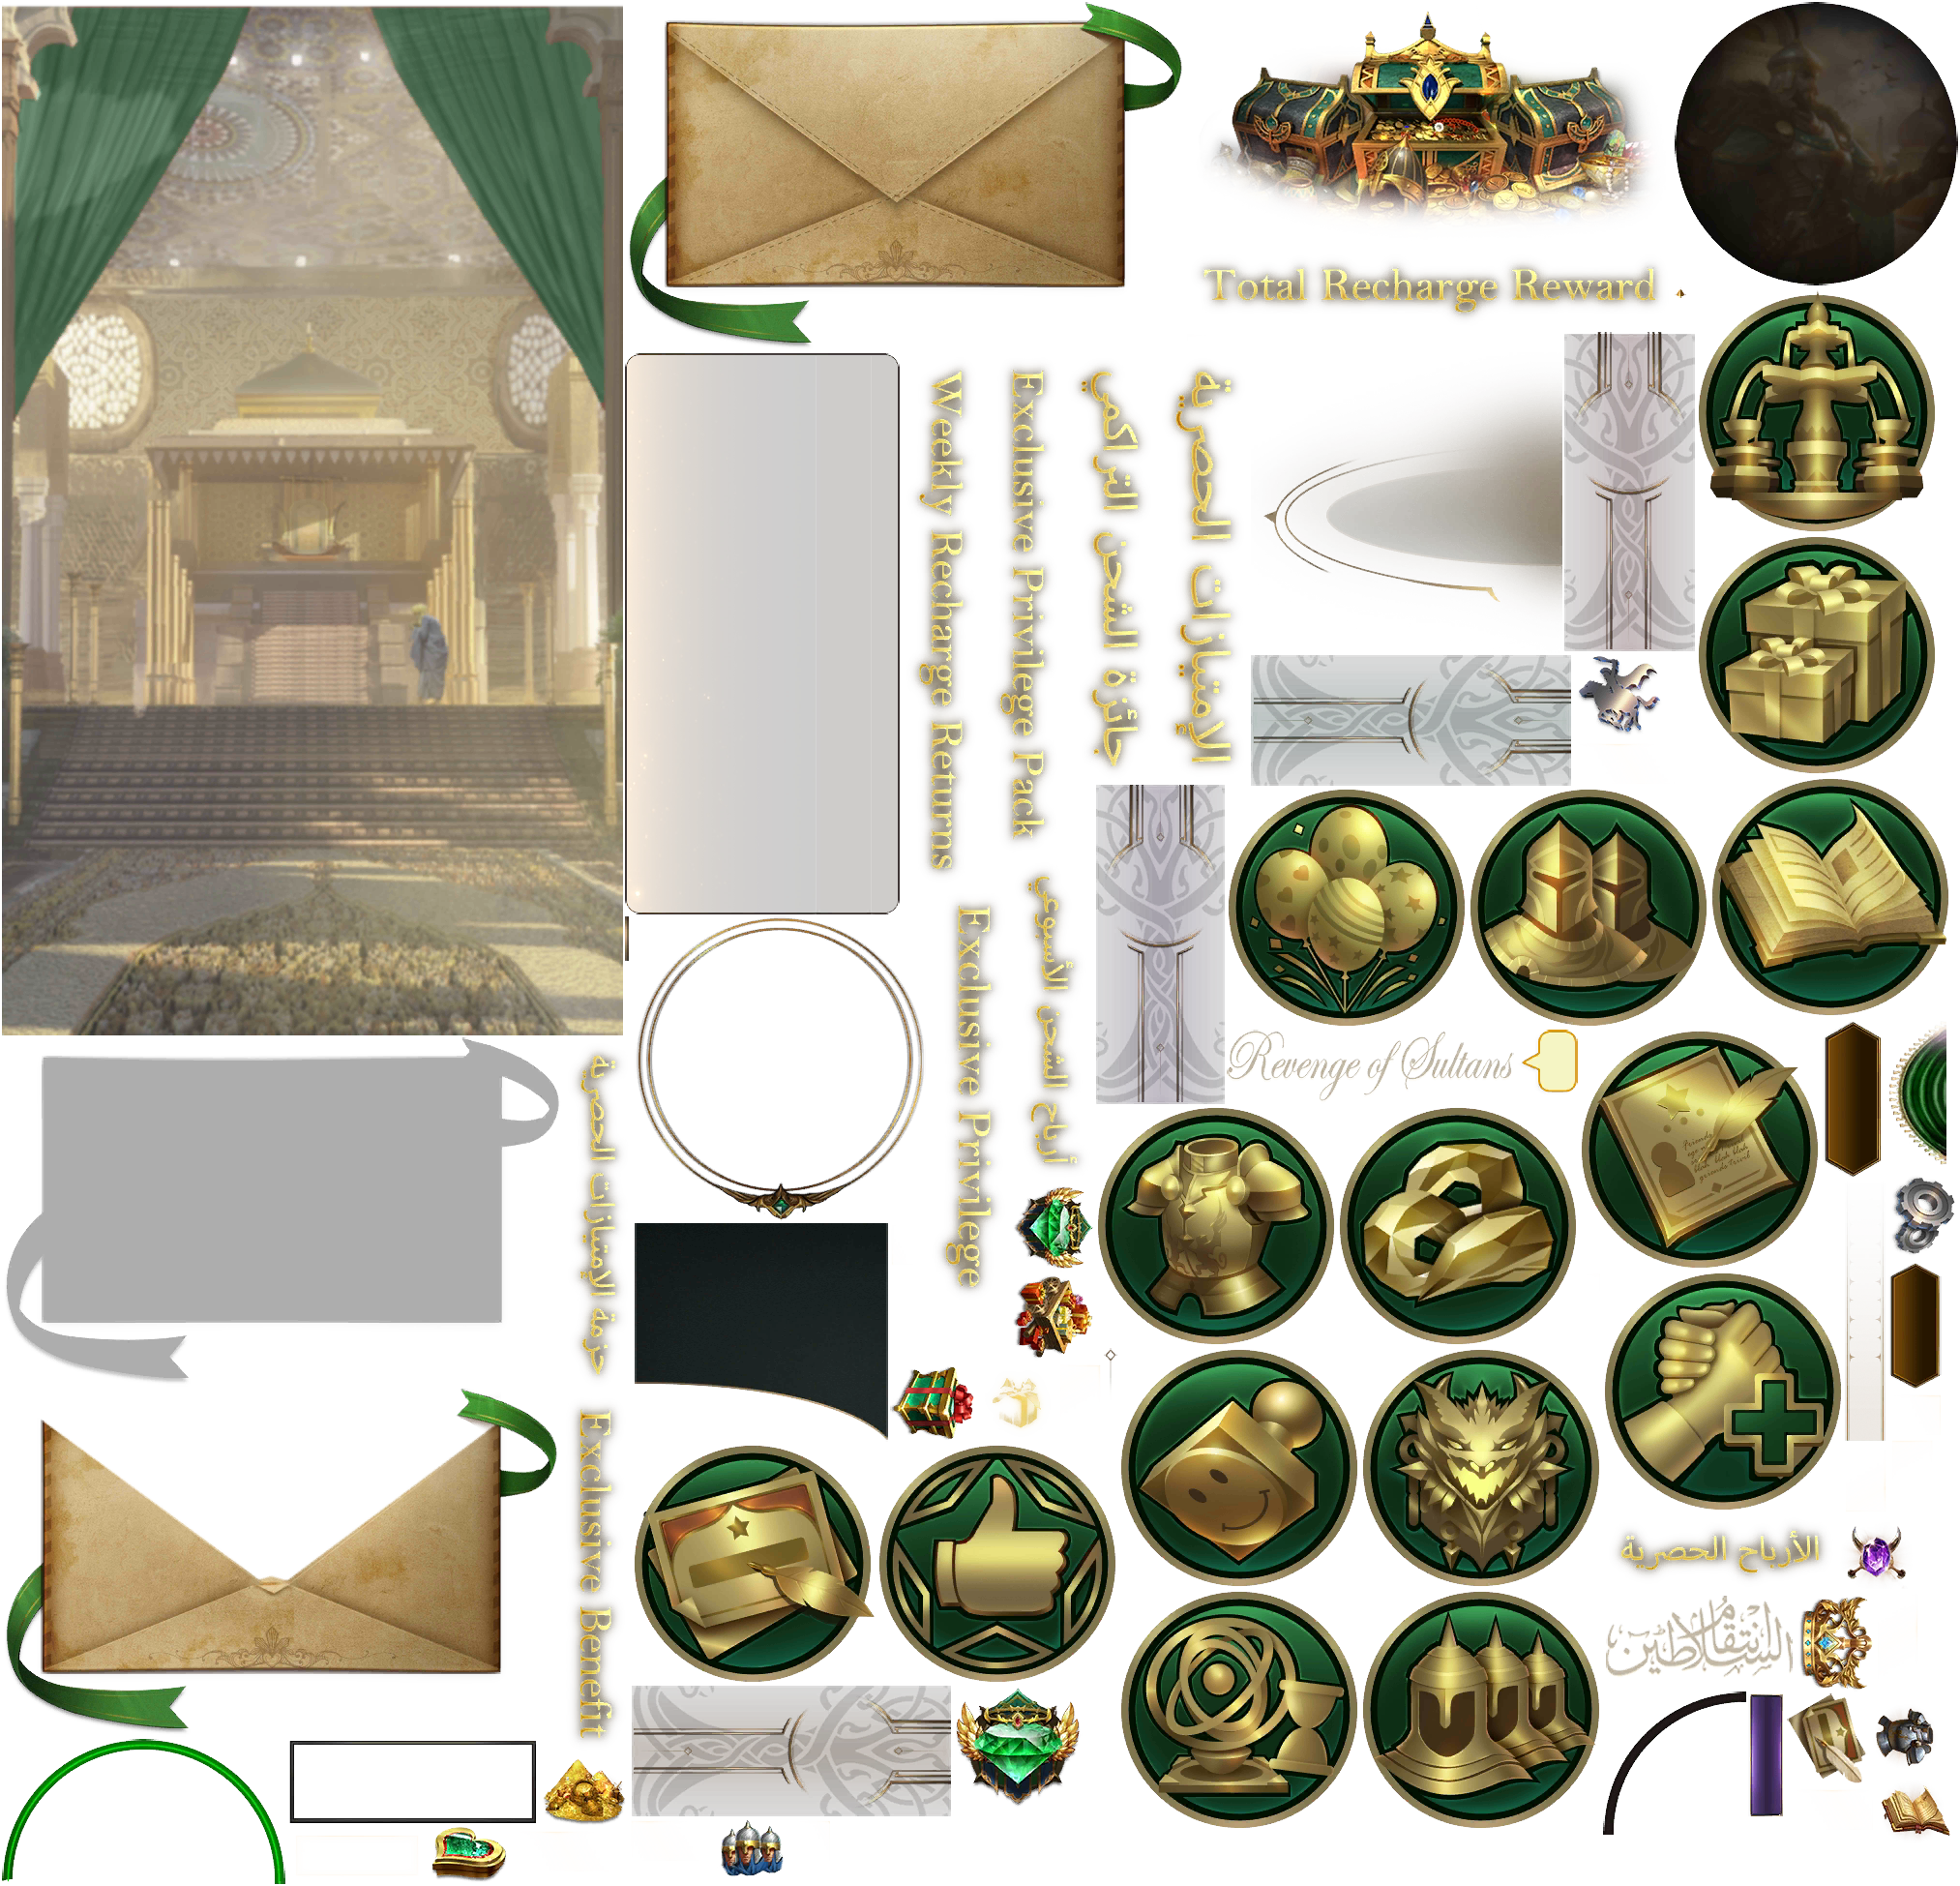 Total Recharge Reward
Weekly Recharge Returns
Exclusive Privilege Pack
جائزة الشحن التراكمي
الإمتيازات الحصرية
Exclusive Privilege
أرباح الشحن الأسبوعي
Revenge of Sultans
حزمة الإمتيازات الحصرية
Exclusive Benefit
الأرباح الحصرية
انتقام السلاطين